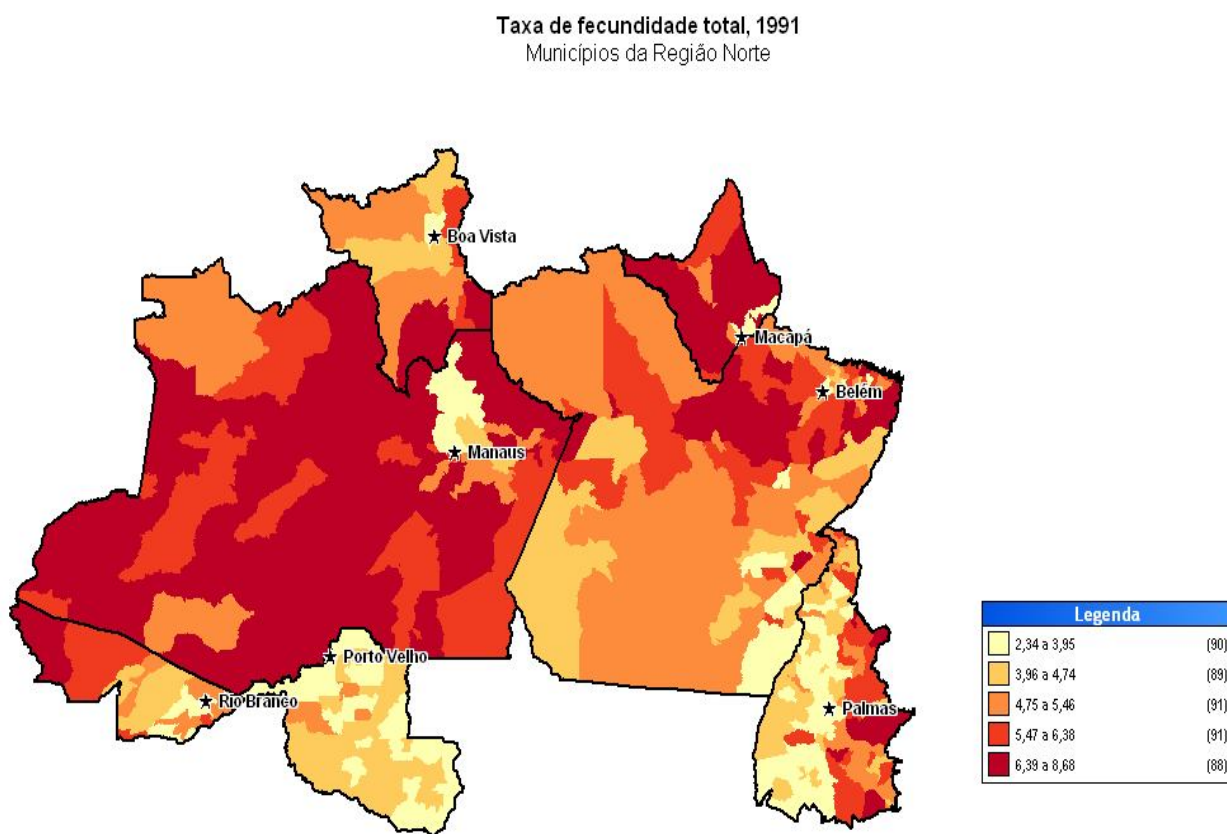 Taxa de fecundidade total, 1991
Municípios da Região Norte
Boa Vista
Macapá
Belém
Manaus
Porto Velho
Rio Branco
Palmas
Legenda
2,34 a 3,95 (90)
3,96 a 4,74 (89)
4,75 a 5,46 (91)
5,47 a 6,38 (91)
6,39 a 8,68 (88)